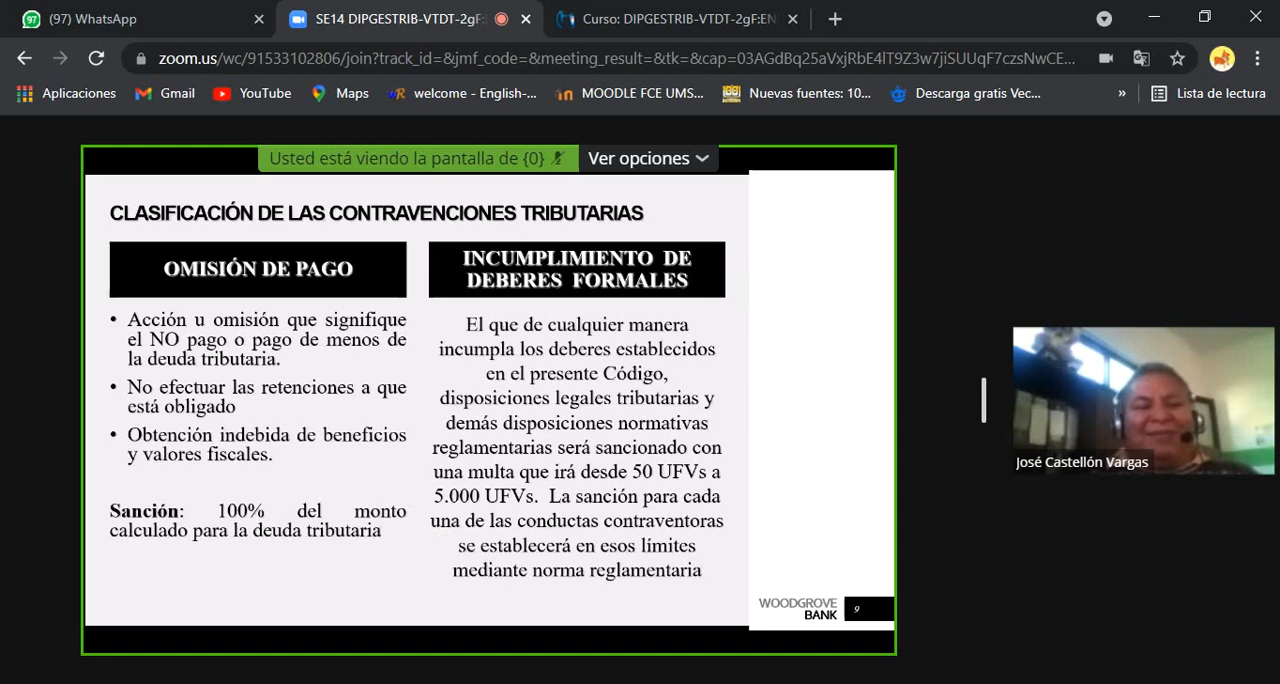 (97) WhatsApp
SE14 DIPGESTRIB-VTDT-2gF:
Curso: DIPGESTRIB-VTDT-2gF:EN
zoom.us/wc/91533102806/join?track_id=&jmf_code=&meeting_result=&tk=&cap=03AGdBq25aVxjRbE4lT9Z3w7jiSUUqF7czsNwCE...
Aplicaciones
Gmail
YouTube
Maps
welcome - English-...
MOODLE FCE UMS...
Nuevas fuentes: 10...
Descarga gratis Vec...
»
Lista de lectura
Usted está viendo la pantalla de {0}
Ver opciones
CLASIFICACIÓN DE LAS CONTRAVENCIONES TRIBUTARIAS
OMISIÓN DE PAGO
• Acción u omisión que signifique
el NO pago o pago de menos de
la deuda tributaria.
• No efectuar las retenciones a que
está obligado
• Obtención indebida de beneficios
y valores fiscales.
Sanción: 100% del monto
calculado para la deuda tributaria
INCUMPLIMIENTO DE
DEBERES FORMALES
El que de cualquier manera
incumpla los deberes establecidos
en el presente Código,
disposiciones legales tributarias y
demás disposiciones normativas
reglamentarias será sancionado con
una multa que irá desde 50 UFVs a
5.000 UFVs. La sanción para cada
una de las conductas contraventoras
se establecerá en esos límites
mediante norma reglamentaria
WOODGROVE
BANK
9
José Castellón Vargas